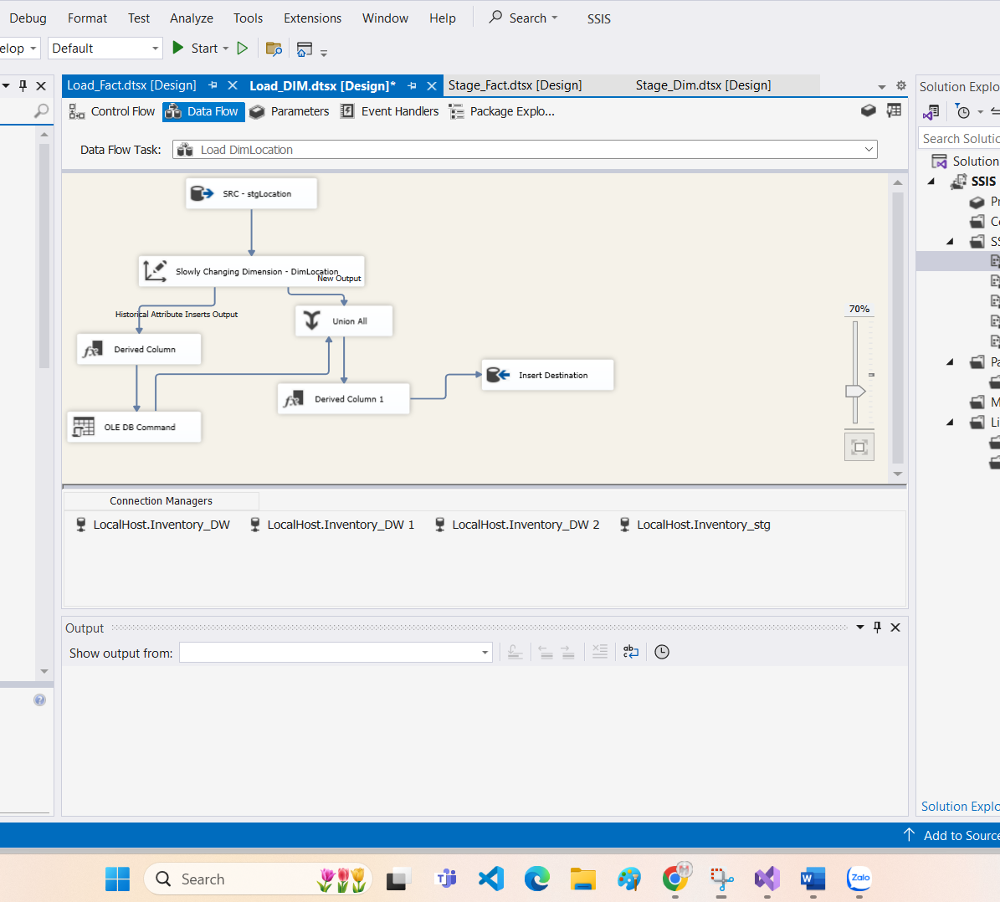 Debug Format Test Analyze Tools Extensions Window Help Search SSIS
elop Default Start
Load_Fact.dtsx [Design] Load_DIM.dtsx [Design]* Stage_Fact.dtsx [Design] Stage_Dim.dtsx [Design]
Solution Explo
Control Flow Data Flow Parameters Event Handlers Package Explo...
Search Solutic
Data Flow Task: Load DimLocation
Solution
SSIS
SRC - stgLocation
Slowly Changing Dimension - DimLocation
New Output
Historical Attribute Inserts Output
Union All
Derived Column
Insert Destination
Derived Column 1
OLE DB Command
70%
Pr
Co
SS
Pa
M
Li
Connection Managers
LocalHost.Inventory_DW LocalHost.Inventory_DW 1 LocalHost.Inventory_DW 2 LocalHost.Inventory_stg
Output
Show output from:
Solution Explo
Add to Source
Search
Zalo